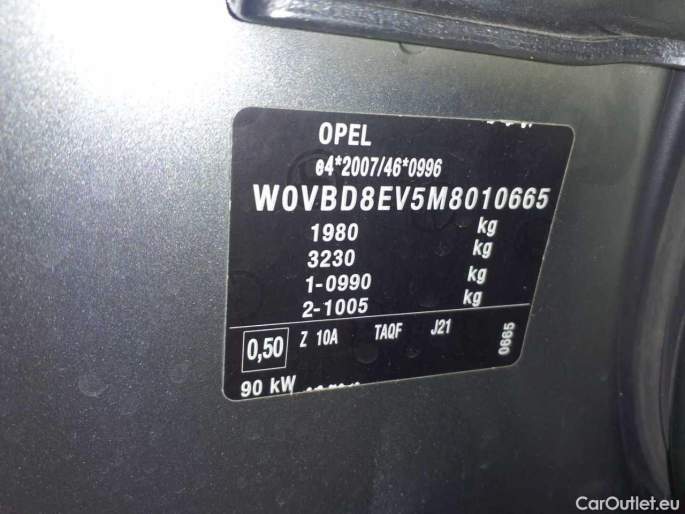 OPEL
e4*2007/46*0996
W0VBD8EV5M8010665
1980 kg
3230 kg
1-0990 kg
2-1005 kg
0,50 Z 10A TAQF J21
0665
90 kW
CarOutlet.eu